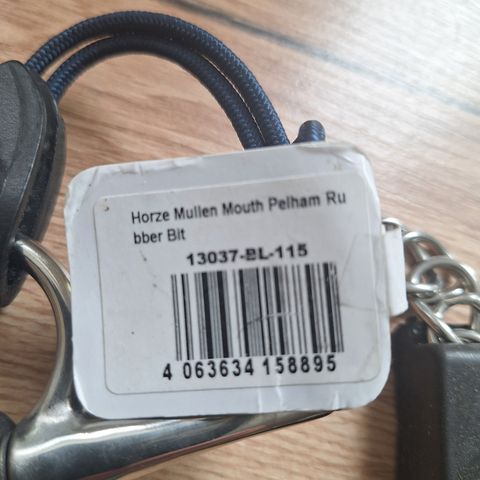 Horze Mullen Mouth Pelham Ru
bber Bit
13037-BL-115
4 063634 158895